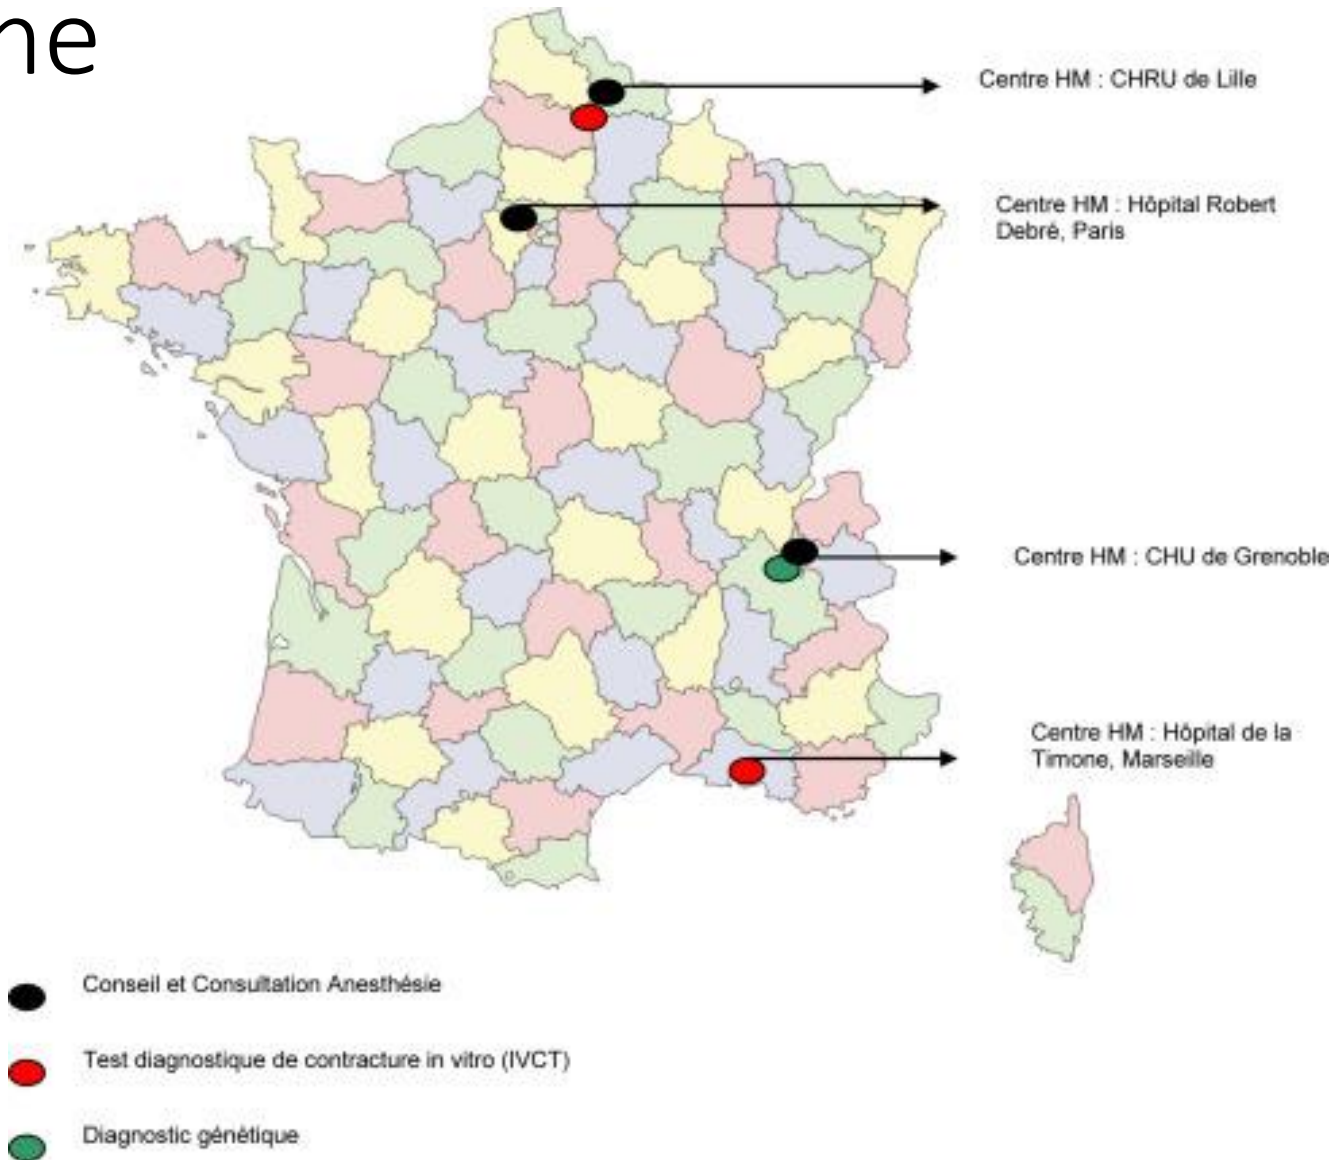 ne
Centre HM : CHRU de Lille
Centre HM : Hôpital Robert
Debré, Paris
Centre HM : CHU de Grenoble
Centre HM : Hôpital de la
Timone, Marseille
Conseil et Consultation Anesthésie
Test diagnostique de contracture in vitro (IVCT)
Diagnostic génétique